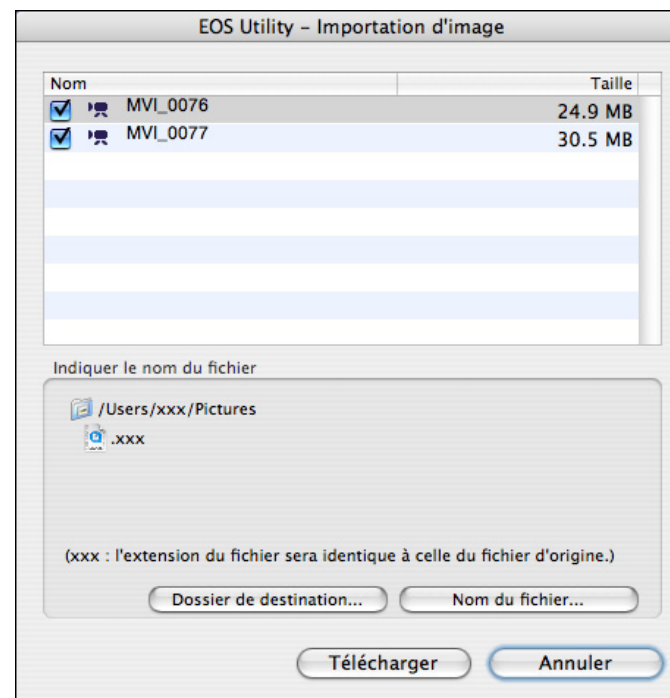 EOS Utility – Importation d'image
Nom Taille
MVI_0076 24.9 MB
MVI_0077 30.5 MB
Indiquer le nom du fichier
/Users/xxx/Pictures
.xxx
(xxx : l'extension du fichier sera identique à celle du fichier d'origine.)
Dossier de destination... Nom du fichier...
Télécharger Annuler